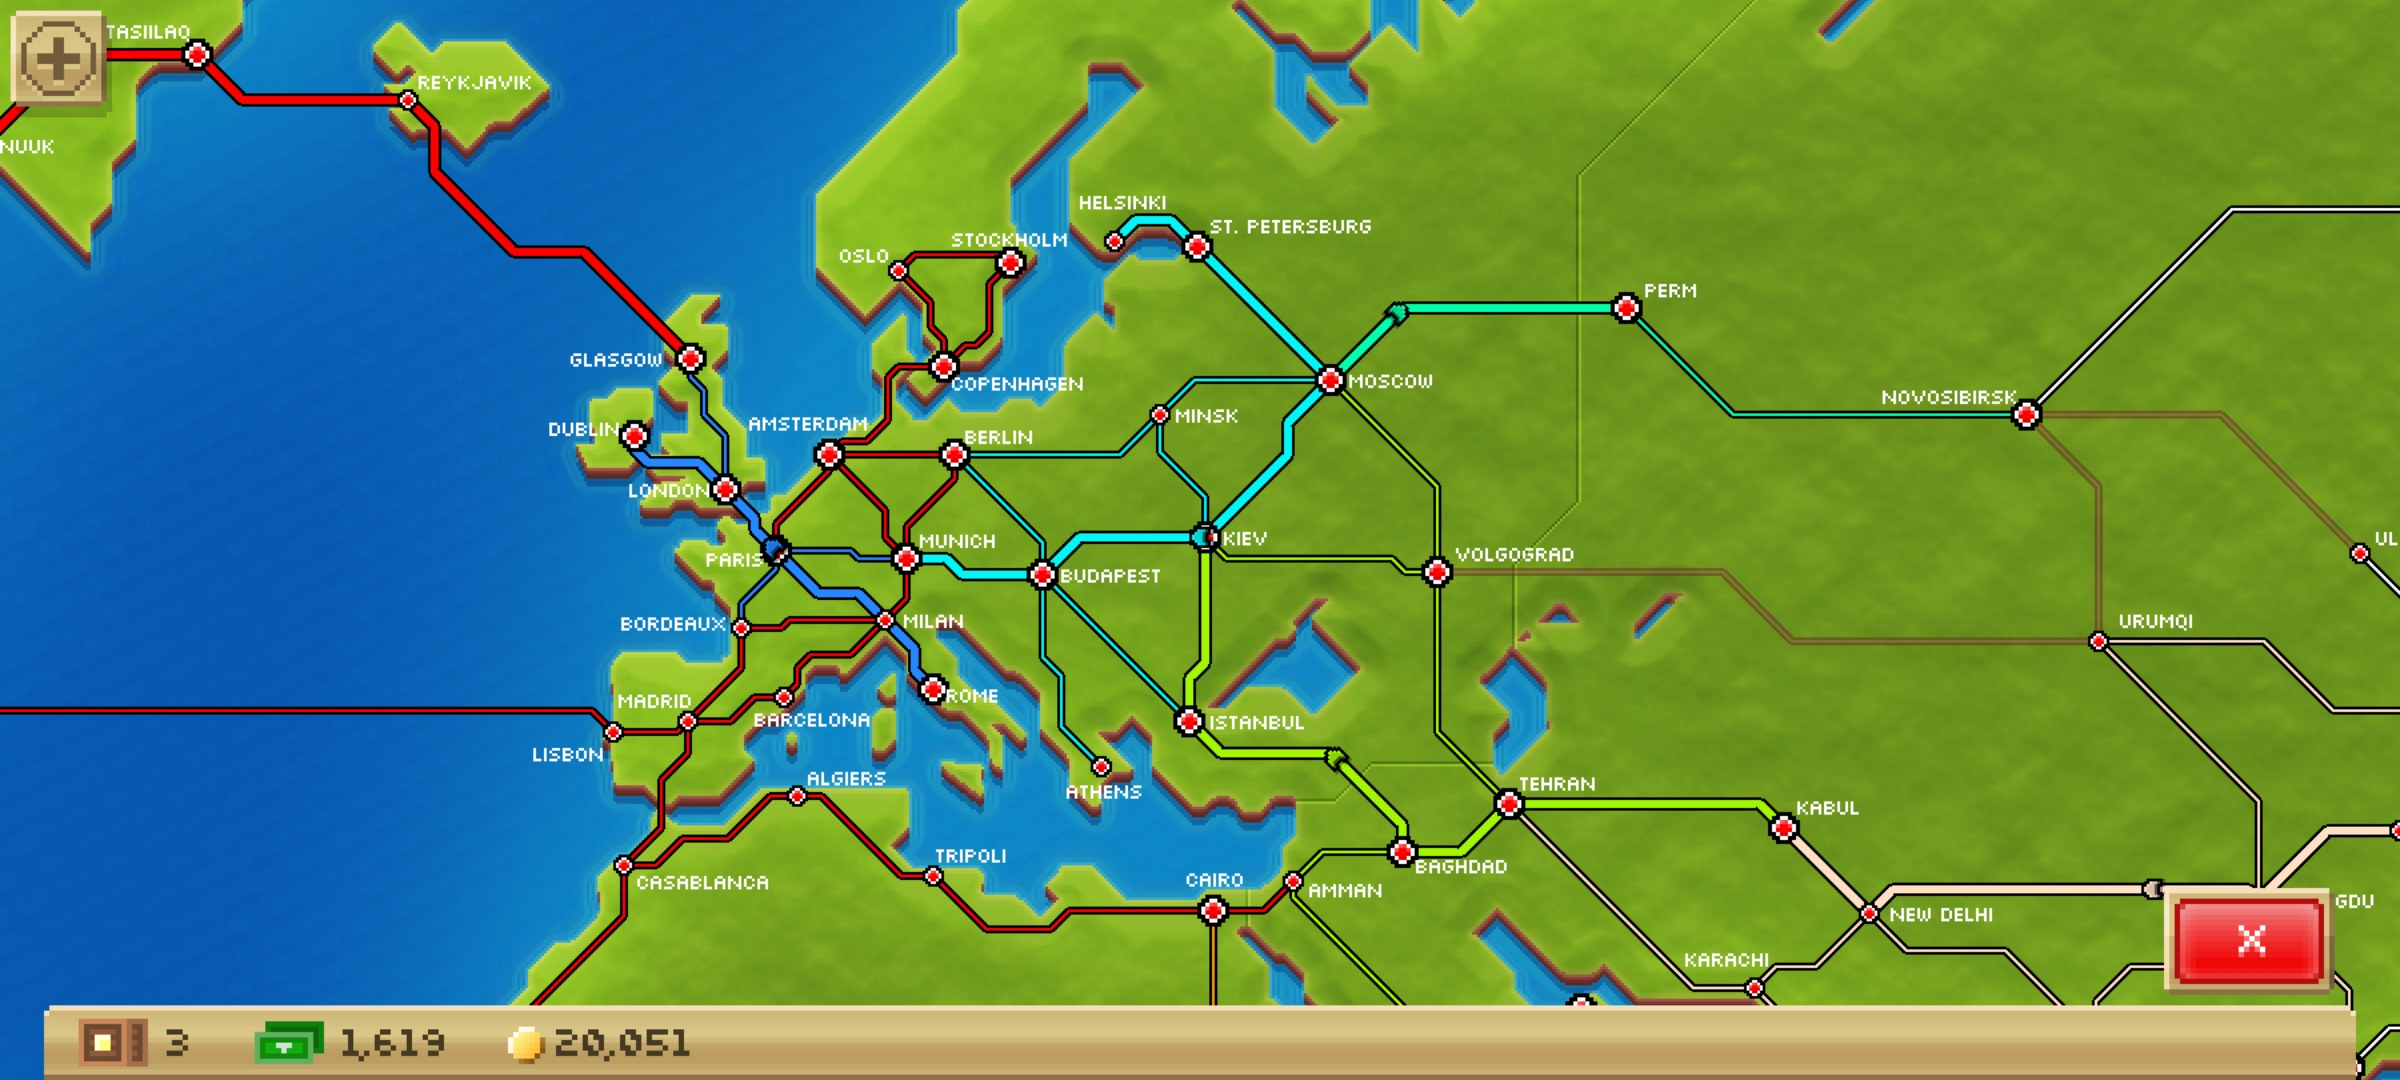 TASIILAQ
REYKJAVIK
NUUK
HELSINKI
ST. PETERSBURG
STOCKHOLM
OSLO
PERM
GLASGOW
COPENHAGEN
MOSCOW
NOVOSIBIRSK
MINSK
DUBLIN
AMSTERDAM
BERLIN
LONDON
KIEV
UL
MUNICH
PARIS
VOLGOGRAD
BUDAPEST
BORDEAUX
MILAN
URUMQI
MADRID
ROME
BARCELONA
ISTANBUL
LISBON
ALGIERS
ATHENS
TEHRAN
KABUL
TRIPOLI
BAGHDAD
CASABLANCA
CAIRO
AMMAN
GDU
NEW DELHI
KARACHI
X
3 1,619 20,051